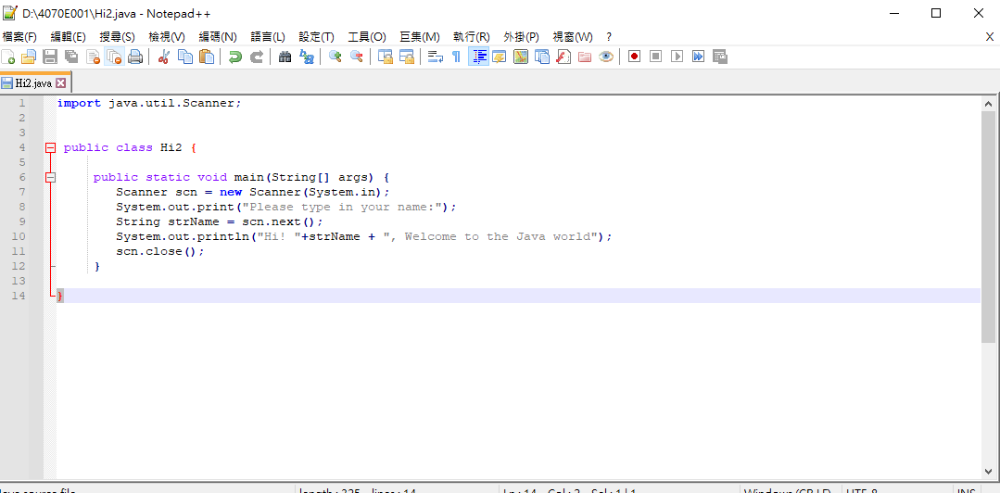 D:\4070E001\Hi2.java - Notepad++
檔案(F) 編輯(E) 搜尋(S) 檢視(V) 編碼(N) 語言(L) 設定(T) 工具(O) 巨集(M) 執行(R) 外掛(P) 視窗(W) ? X
Hi2.java
1 import java.util.Scanner;
2
3
4 public class Hi2 {
5
6 public static void main(String[] args) {
7 Scanner scn = new Scanner(System.in);
8 System.out.print("Please type in your name:");
9 String strName = scn.next();
10 System.out.println("Hi! "+strName + ", Welcome to the Java world");
11 scn.close();
12 }
13
14 }
Java source file length : 325 lines : 14 Ln : 14 Col : 2 Sel : 1 | 1 Windows (CR LF) UTF-8 INS